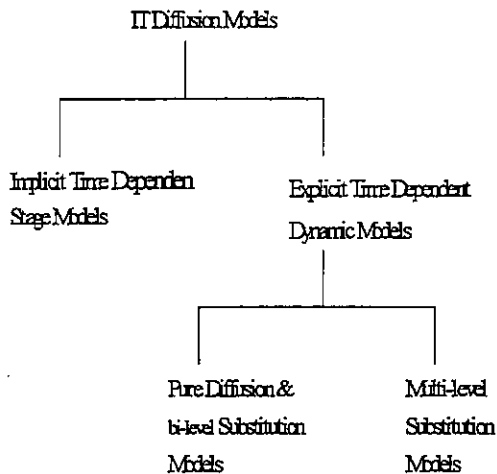 IT Diffusion Models
Implicit Time Dependen
Stage Models
Explicit Time Dependent
Dynamic Models
Pure Diffusion &
bi-level Substitution
Models
Multi-level
Substitution
Models